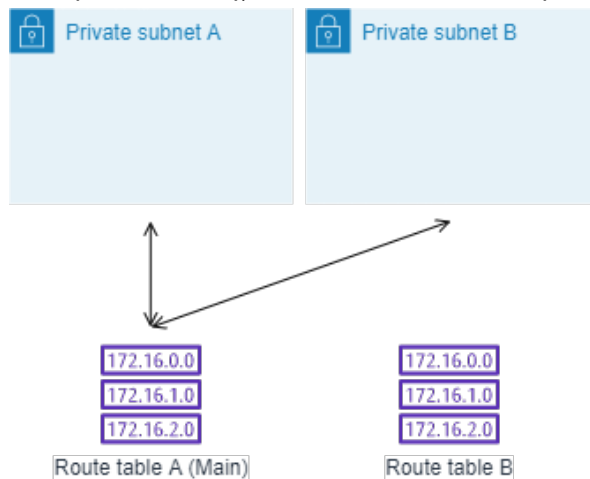 Private subnet A
Private subnet B
172.16.0.0
172.16.1.0
172.16.2.0
Route table A (Main)
172.16.0.0
172.16.1.0
172.16.2.0
Route table B